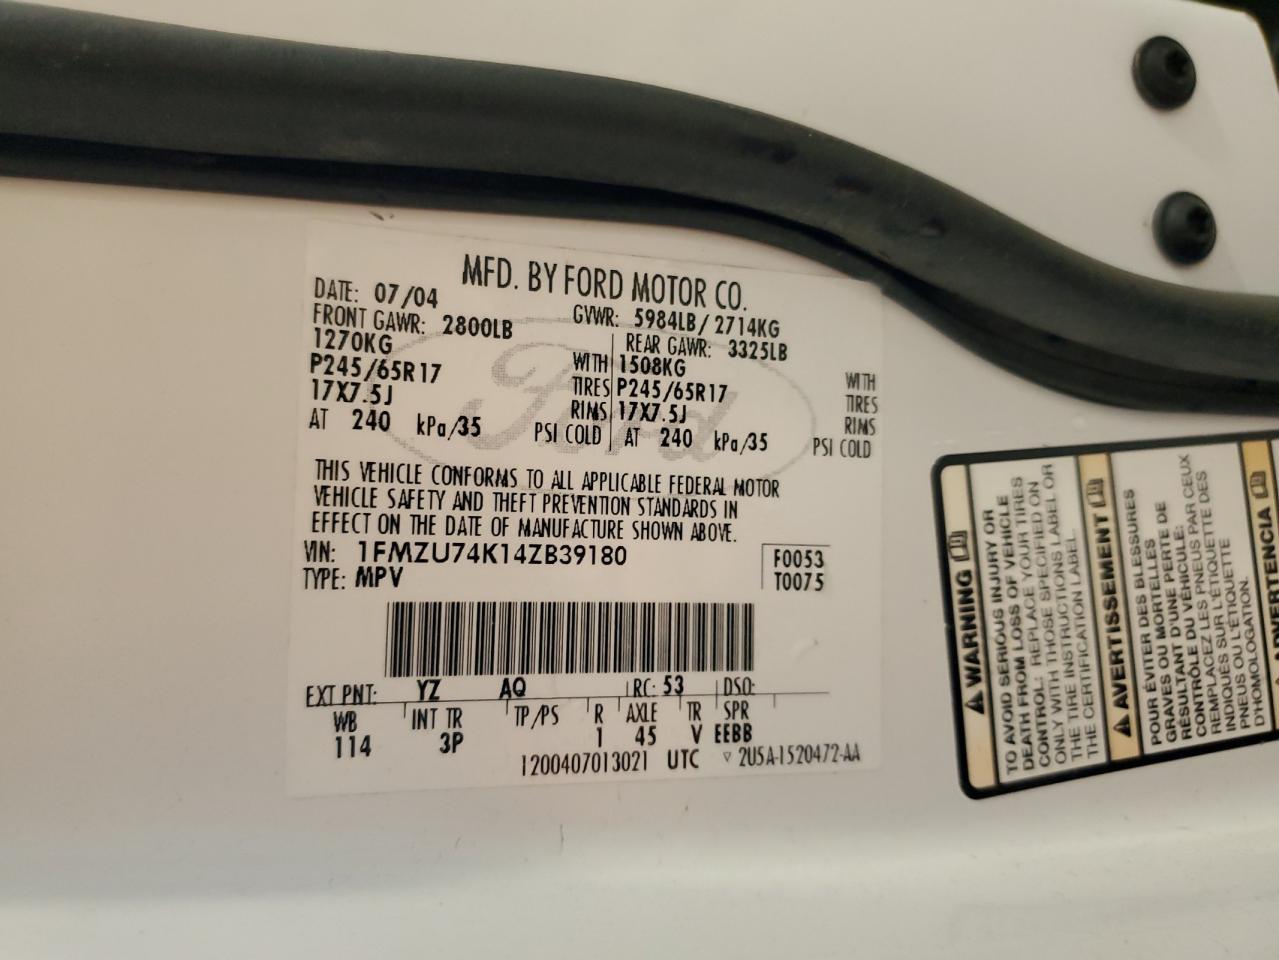 MFD. BY FORD MOTOR CO.
DATE: 07/04 GVWR: 5984LB/ 2714KG
FRONT GAWR: 2800LB REAR GAWR: 3325LB
1270KG WITH 1508KG WITH
P245/65R17 TIRES P245/65R17 TIRES
17X7.5J RIMS 17X7.5J RIMS
AT 240 kPa/35 PSI COLD AT 240 kPa/35 PSI COLD
Ford
THIS VEHICLE CONFORMS TO ALL APPLICABLE FEDERAL MOTOR
VEHICLE SAFETY AND THEFT PREVENTION STANDARDS IN
EFFECT ON THE DATE OF MANUFACTURE SHOWN ABOVE.
VIN: 1FMZU74K14ZB39180 F0053
TYPE: MPV T0075
EXT PNT: YZ AQ RC: 53 DSO:
WB INT TR TP/PS R AXLE TR SPR
114 3P 1 45 V EEBB
1200407013021 UTC ▽ 2U5A-1520472-AA
⚠ WARNING
TO AVOID SERIOUS INJURY OR
DEATH FROM LOSS OF VEHICLE
CONTROL: REPLACE YOUR TIRES
ONLY WITH THOSE SPECIFIED ON
THE TIRE INSTRUCTIONS LABEL OR
THE CERTIFICATION LABEL.
⚠ AVERTISSEMENT
POUR ÉVITER DES BLESSURES
GRAVES OU MORTELLES
RÉSULTANT D'UNE PERTE DE
CONTRÔLE DU VÉHICULE:
REMPLACEZ LES PNEUS PAR CEUX
INDIQUÉS SUR L'ÉTIQUETTE DES
PNEUS OU L'ÉTIQUETTE
D'HOMOLOGATION.
⚠ ADVERTENCIA